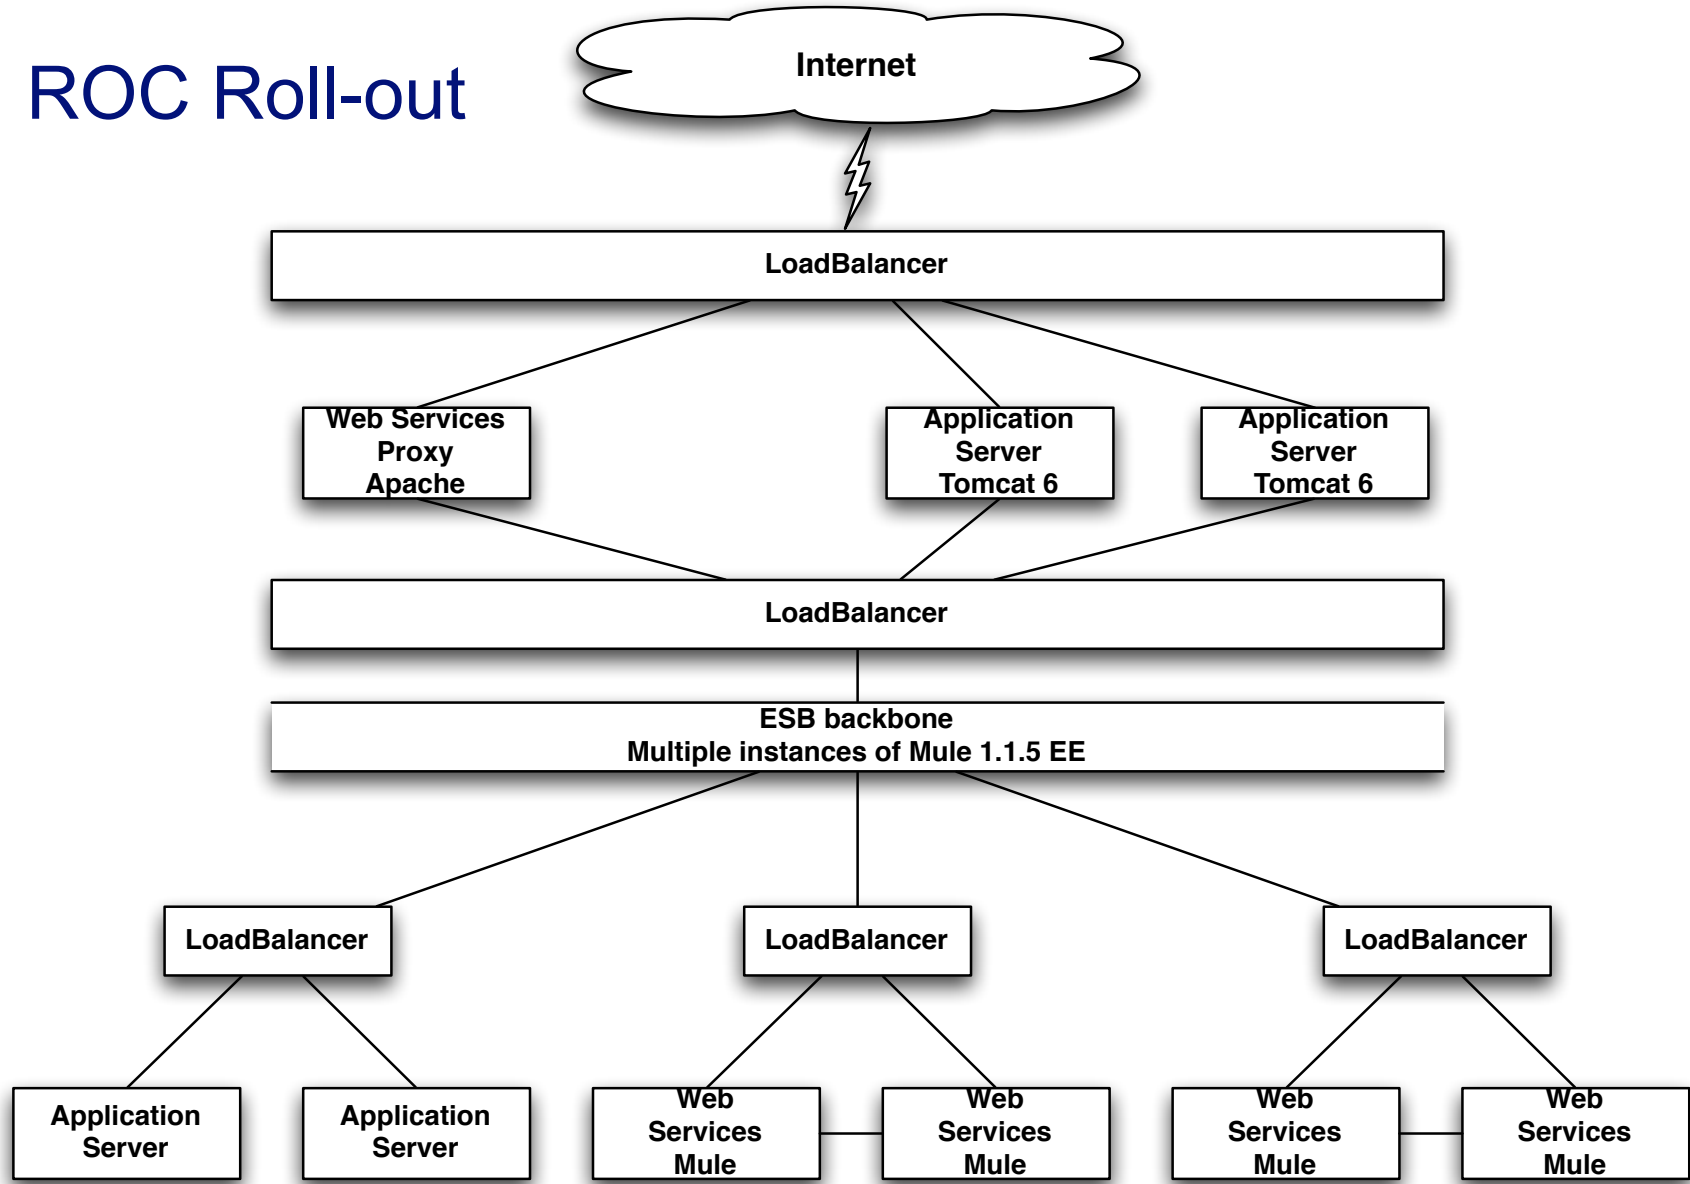 ROC Roll-out
Internet
LoadBalancer
Web Services
Proxy
Apache
Application
Server
Tomcat 6
Application
Server
Tomcat 6
LoadBalancer
ESB backbone
Multiple instances of Mule 1.1.5 EE
LoadBalancer
LoadBalancer
LoadBalancer
Application
Server
Application
Server
Web
Services
Mule
Web
Services
Mule
Web
Services
Mule
Web
Services
Mule